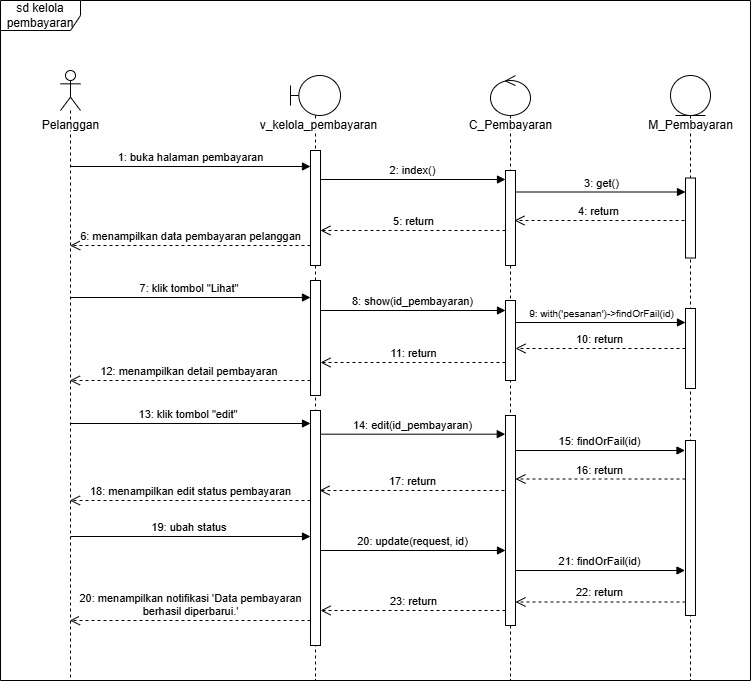 sd kelola
pembayaran
Pelanggan
v_kelola_pembayaran
C_Pembayaran
M_Pembayaran
1: buka halaman pembayaran
2: index()
3: get()
4: return
5: return
6: menampilkan data pembayaran pelanggan
7: klik tombol "Lihat"
8: show(id_pembayaran)
9: with('pesanan')->findOrFail(id)
10: return
11: return
12: menampilkan detail pembayaran
13: klik tombol "edit"
14: edit(id_pembayaran)
15: findOrFail(id)
16: return
17: return
18: menampilkan edit status pembayaran
19: ubah status
20: update(request, id)
21: findOrFail(id)
22: return
23: return
20: menampilkan notifikasi 'Data pembayaran
berhasil diperbarui.'